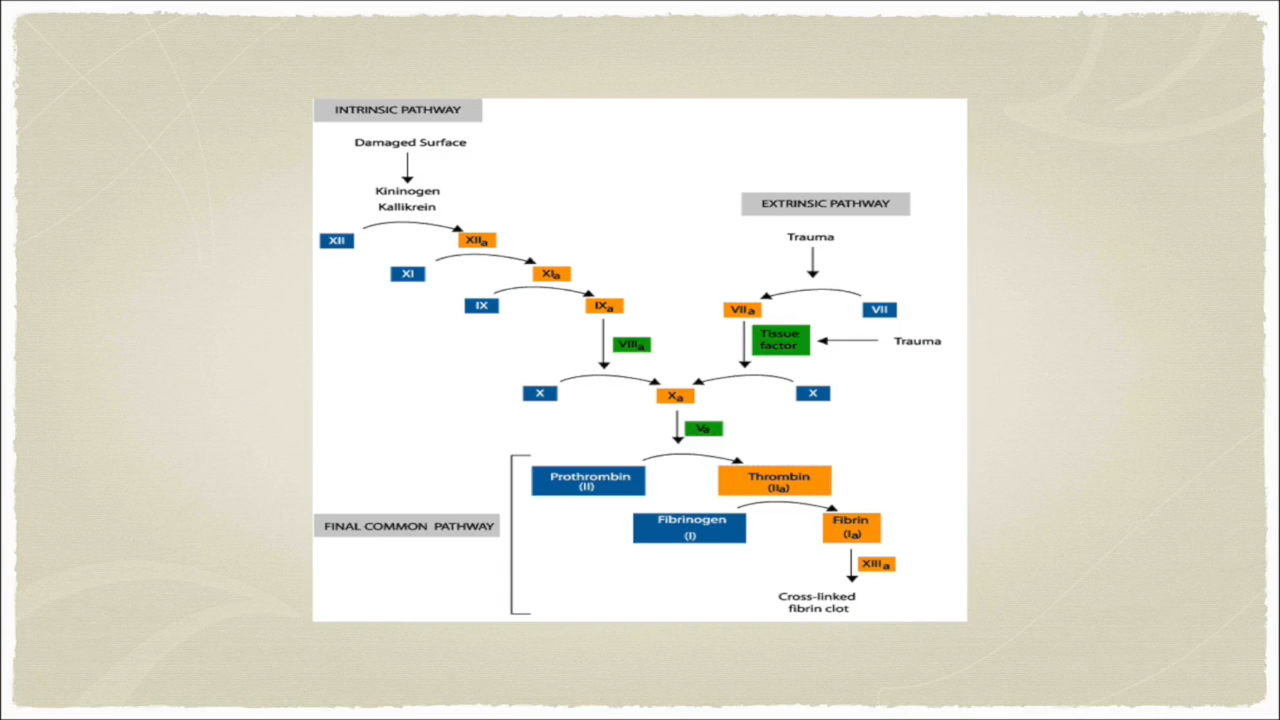 INTRINSIC PATHWAY
Damaged Surface
Kininogen
Kallikrein
EXTRINSIC PATHWAY
Trauma
XII
XIIa
XI
XIa
IX
IXa
VIIa
VII
VIIIa
Tissue
factor
Trauma
X
Xa
X
Va
Prothrombin
(II)
Thrombin
(IIa)
FINAL COMMON PATHWAY
Fibrinogen
(I)
Fibrin
(Ia)
XIIIa
Cross-linked
fibrin clot